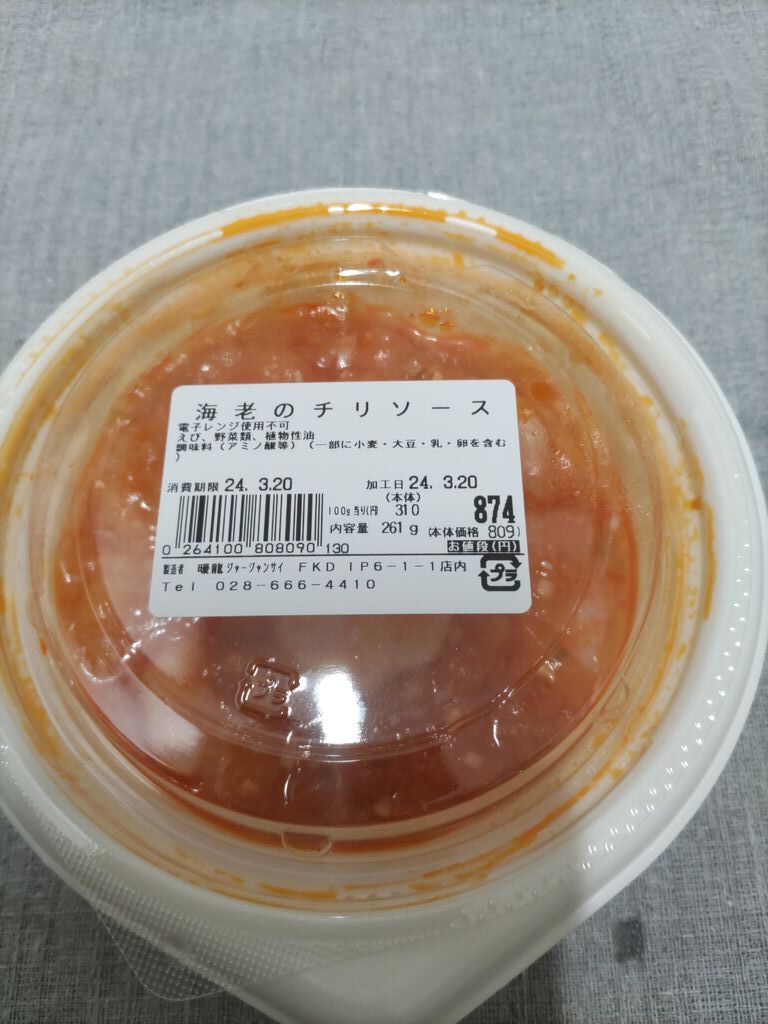 海老のチリソース
電子レンジ使用不可
えび、野菜類、植物性油
調味料（アミノ酸等）（一部に小麦・大豆・乳・卵を含む
）
消費期限 24. 3.20 加工日 24. 3.20
(本体)
100g当り(円 310 874
内容量 261g (本体価格 809)
0 264100 808090 130 お値段(円)
製造者 暖龍ジャージャンサイ FKD IP6-1-1店内
Tel 028-666-4410
プラ
プラ